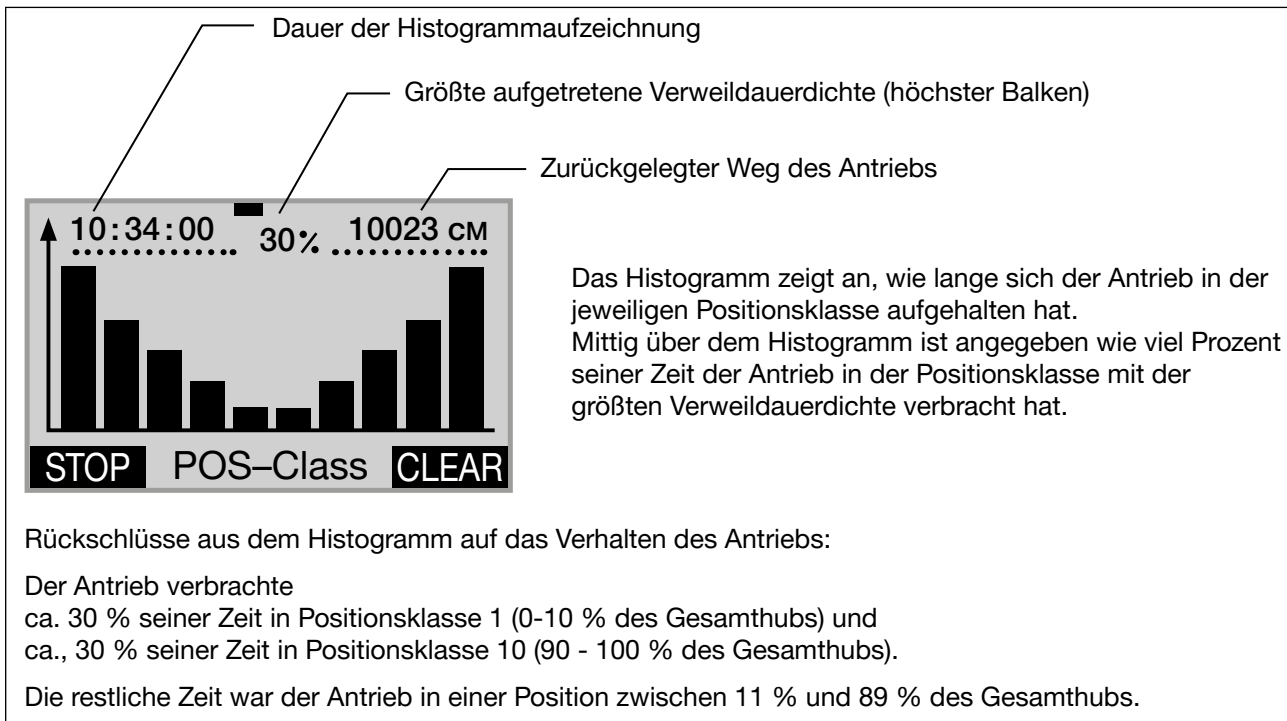 Dauer der Histogrammaufzeichnung
Größte aufgetretene Verweildauerdichte (höchster Balken)
Zurückgelegter Weg des Antriebs
10:34:00
30%
10023 CM
STOP
POS–Class
CLEAR
Das Histogramm zeigt an, wie lange sich der Antrieb in der
jeweiligen Positionsklasse aufgehalten hat.
Mittig über dem Histogramm ist angegeben wie viel Prozent
seiner Zeit der Antrieb in der Positionsklasse mit der
größten Verweildauerdichte verbracht hat.
Rückschlüsse aus dem Histogramm auf das Verhalten des Antriebs:
Der Antrieb verbrachte
ca. 30 % seiner Zeit in Positionsklasse 1 (0-10 % des Gesamthubs) und
ca., 30 % seiner Zeit in Positionsklasse 10 (90 - 100 % des Gesamthubs).
Die restliche Zeit war der Antrieb in einer Position zwischen 11 % und 89 % des Gesamthubs.